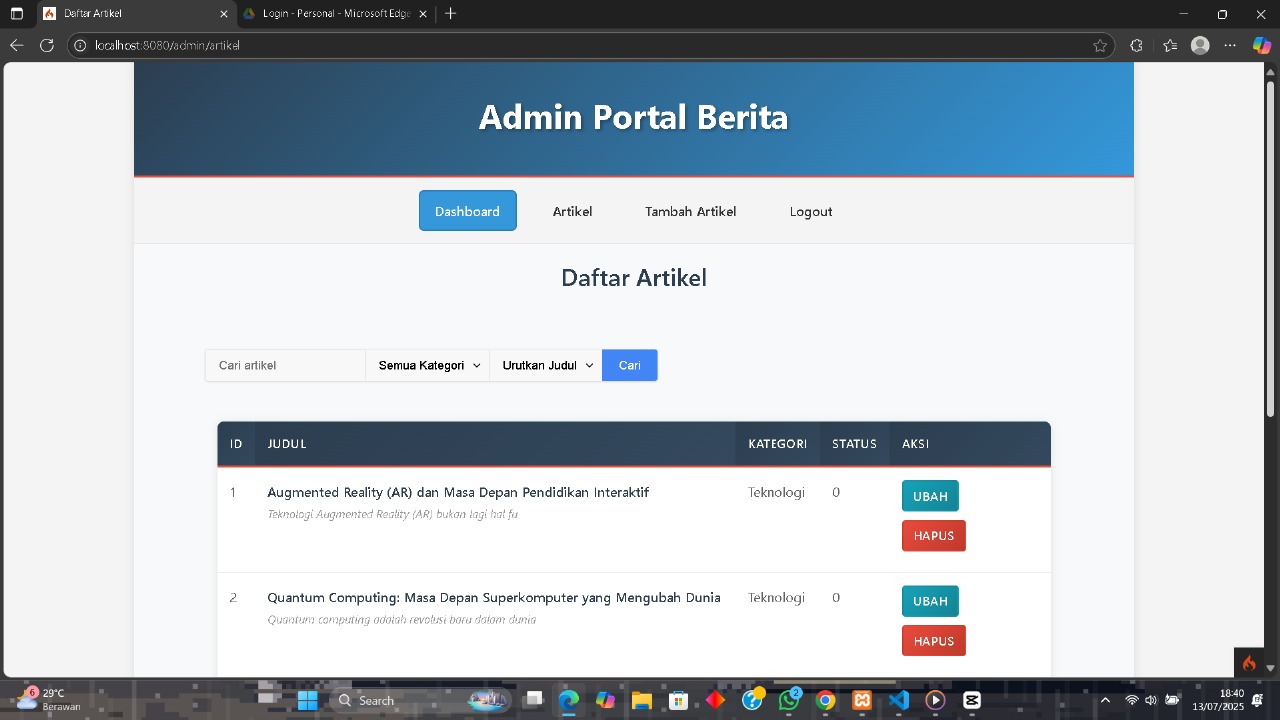 Daftar Artikel
Login - Personal - Microsoft Edge
localhost:8080/admin/artikel
Admin Portal Berita
Dashboard Artikel Tambah Artikel Logout
Daftar Artikel
Cari artikel Semua Kategori Urutkan Judul Cari
ID JUDUL KATEGORI STATUS AKSI
1 Augmented Reality (AR) dan Masa Depan Pendidikan Interaktif Teknologi 0 UBAH
Teknologi Augmented Reality (AR) bukan lagi hal fu
HAPUS
2 Quantum Computing: Masa Depan Superkomputer yang Mengubah Dunia Teknologi 0 UBAH
Quantum computing adalah revolusi baru dalam dunia
HAPUS
6 29°C
Berawan
Search
2
18:40
13/07/2025